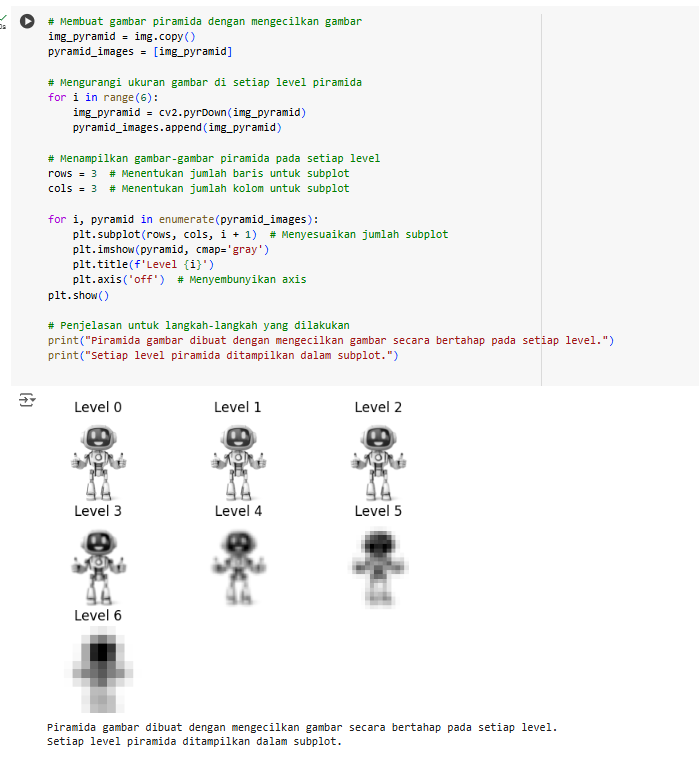 # Membuat gambar piramida dengan mengecilkan gambar
img_pyramid = img.copy()
pyramid_images = [img_pyramid]
# Mengurangi ukuran gambar di setiap level piramida
for i in range(6):
    img_pyramid = cv2.pyrDown(img_pyramid)
    pyramid_images.append(img_pyramid)
# Menampilkan gambar-gambar piramida pada setiap level
rows = 3  # Menentukan jumlah baris untuk subplot
cols = 3  # Menentukan jumlah kolom untuk subplot
for i, pyramid in enumerate(pyramid_images):
    plt.subplot(rows, cols, i + 1)  # Menyesuaikan jumlah subplot
    plt.imshow(pyramid, cmap='gray')
    plt.title(f'Level {i}')
    plt.axis('off')  # Menyembunyikan axis
plt.show()
# Penjelasan untuk langkah-langkah yang dilakukan
print("Piramida gambar dibuat dengan mengecilkan gambar secara bertahap pada setiap level.")
print("Setiap level piramida ditampilkan dalam subplot.")
Level 0 Level 1 Level 2
Level 3 Level 4 Level 5
Level 6
Piramida gambar dibuat dengan mengecilkan gambar secara bertahap pada setiap level.
Setiap level piramida ditampilkan dalam subplot.